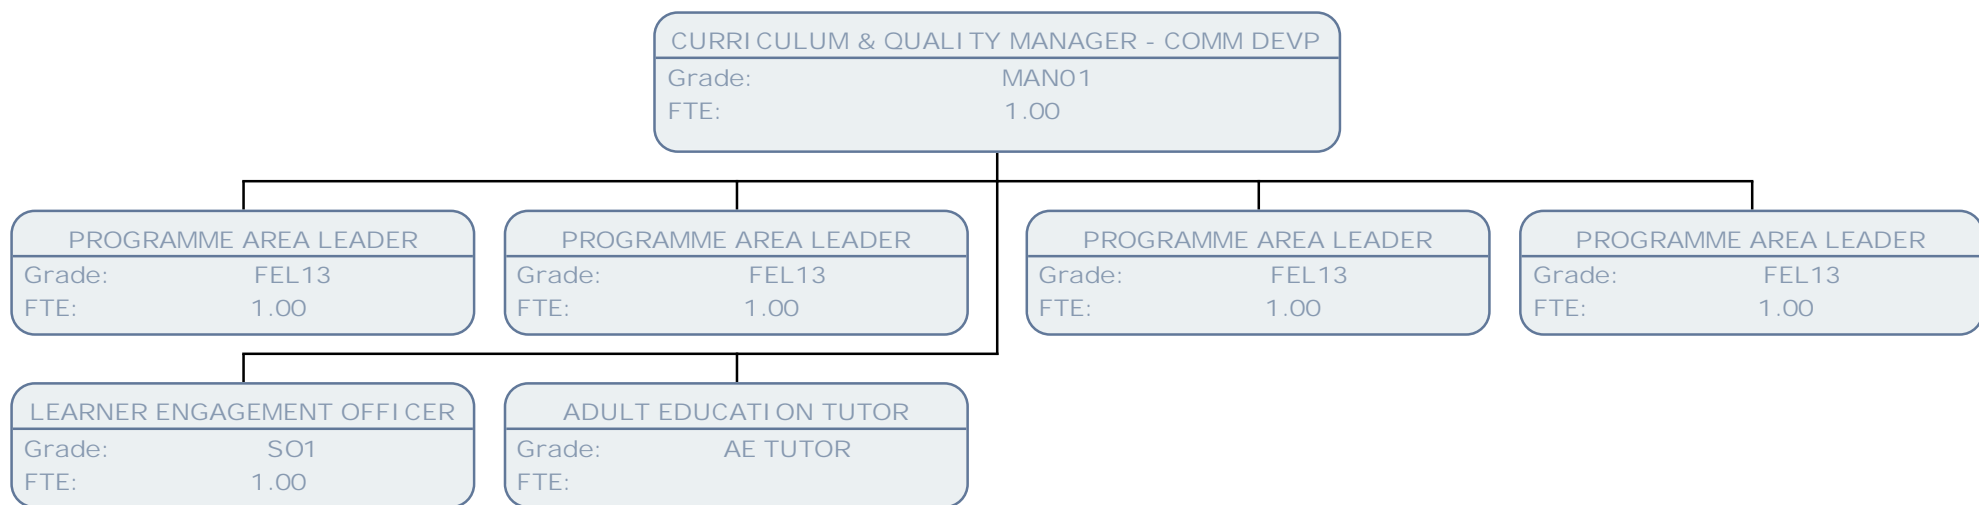 CURRICULUM & QUALITY MANAGER - COMM DEVP
Grade: MAN01
FTE: 1.00
PROGRAMME AREA LEADER
Grade: FEL13
FTE: 1.00
PROGRAMME AREA LEADER
Grade: FEL13
FTE: 1.00
PROGRAMME AREA LEADER
Grade: FEL13
FTE: 1.00
PROGRAMME AREA LEADER
Grade: FEL13
FTE: 1.00
LEARNER ENGAGEMENT OFFICER
Grade: SO1
FTE: 1.00
ADULT EDUCATION TUTOR
Grade: AE TUTOR
FTE: